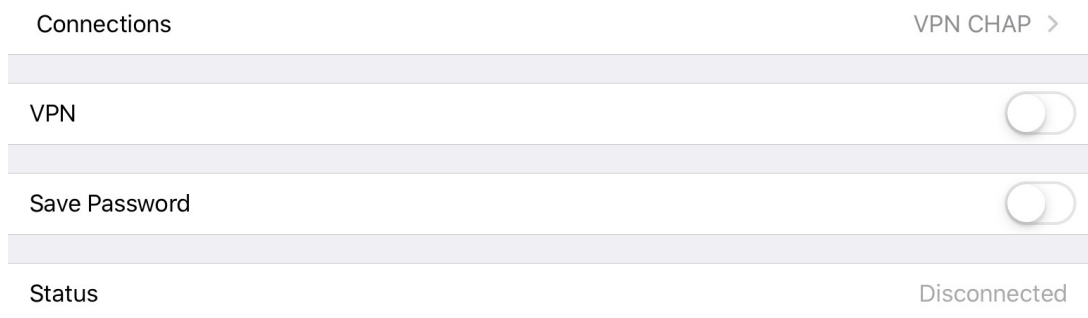 Connections VPN CHAP
VPN
Save Password
Status Disconnected